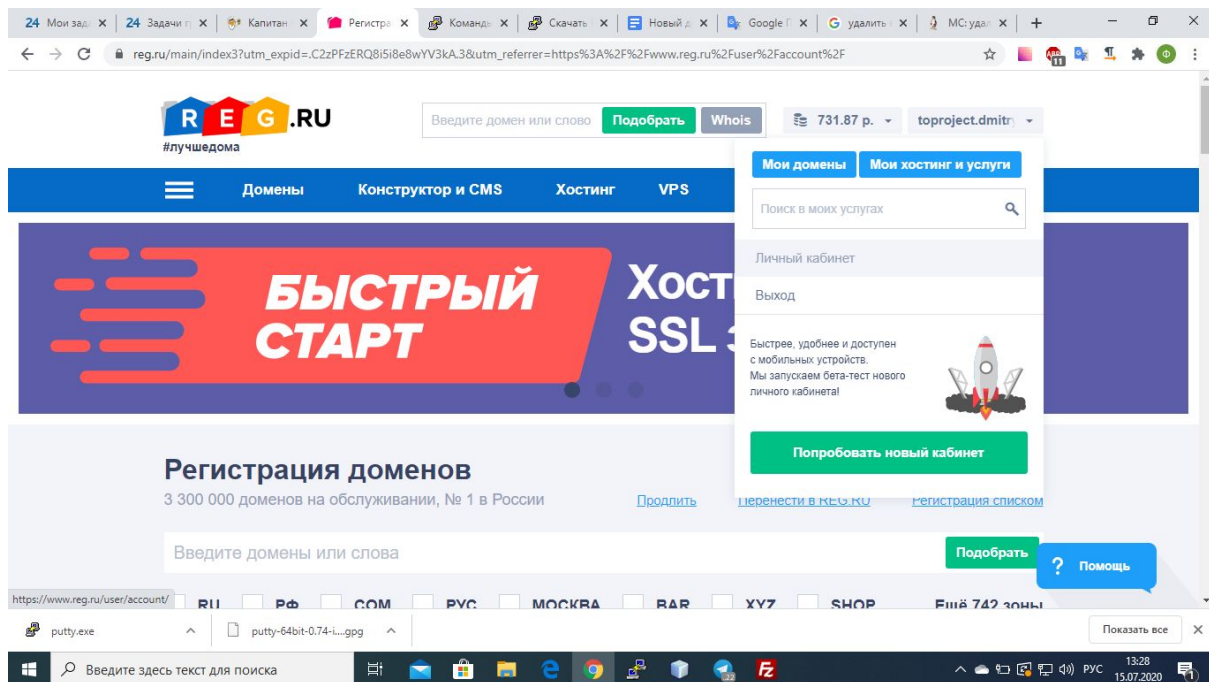 24 Мои зад
24 Задачи г
Капитан
Регистра
Команд
Скачать
Новый д
Google П
удалить
МС: удал
reg.ru/main/index3?utm_expid=.C2zPFzERQ8i5i8e8wYV3kA.3&utm_referrer=https%3A%2F%2Fwww.reg.ru%2Fuser%2Faccount%2F
11
Ф
REG.RU
#лучшедома
Введите домен или слово
Подобрать
Whois
731.87 р.
toproject.dmitr
Мои домены
Мои хостинг и услуги
Домены
Конструктор и CMS
Хостинг
VPS
Поиск в моих услугах
Личный кабинет
Выход
БЫСТРЫЙ
СТАРТ
Хост
SSL
Быстрее, удобнее и доступен
с мобильных устройств.
Мы запускаем бета-тест нового
личного кабинета!
Попробовать новый кабинет
Регистрация доменов
3 300 000 доменов на обслуживании, № 1 в России
Продлить
Перенести в REG.RU
Регистрация списком
Введите домены или слова
Подобрать
? Помощь
https://www.reg.ru/user/account/
RU
РФ
COM
РУС
МОСКВА
BAR
XYZ
SHOP
Ещё 742 зоны
putty.exe
putty-64bit-0.74-i....gpg
Показать все
Введите здесь текст для поиска
22
РУС
13:28
15.07.2020
1